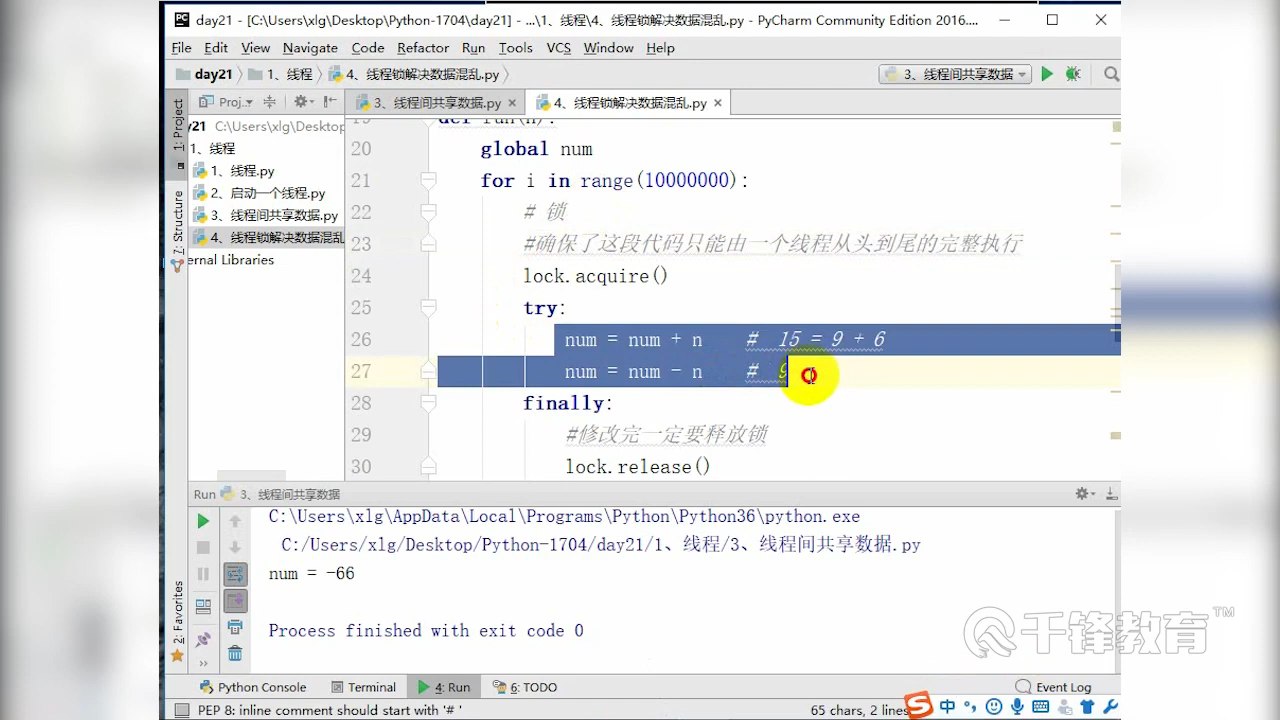 day21 - [C:\Users\xlg\Desktop\Python-1704\day21] - ...\1、线程\4、线程锁解决数据混乱.py - PyCharm Community Edition 2016....
File Edit View Navigate Code Refactor Run Tools VCS Window Help
day21 1、线程 4、线程锁解决数据混乱.py 3、线程间共享数据
Proj.. 3、线程间共享数据.py 4、线程锁解决数据混乱.py
1: Project
Z: Structure
2: Favorites
y21 C:\Users\xlg\Desktop
1、线程
1、线程.py
2、启动一个线程.py
3、线程间共享数据.py
4、线程锁解决数据混乱
ernal Libraries
19 def run(n):
20 global num
21 for i in range(10000000):
22 # 锁
23 #确保了这段代码只能由一个线程从头到尾的完整执行
24 lock.acquire()
25 try:
26 num = num + n # 15 = 9 + 6
27 num = num - n # 9
28 finally:
29 #修改完一定要释放锁
30 lock.release()
Run 3、线程间共享数据
C:\Users\xlg\AppData\Local\Programs\Python\Python36\python.exe
C:/Users/xlg/Desktop/Python-1704/day21/1、线程/3、线程间共享数据.py
num = -66
Process finished with exit code 0
千锋教育 TM
Python Console Terminal 4: Run 6: TODO Event Log
PEP8: inline comment should start with '# ' 65 chars, 2 lines
中